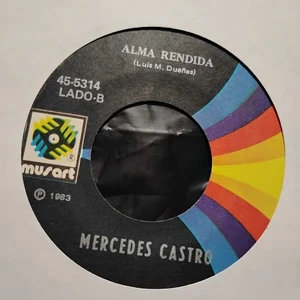 ALMA RENDIDA
(Luis M. Dueñas)
45-5314
LADO-B
musart
®
℗ 1983
MERCEDES CASTRO